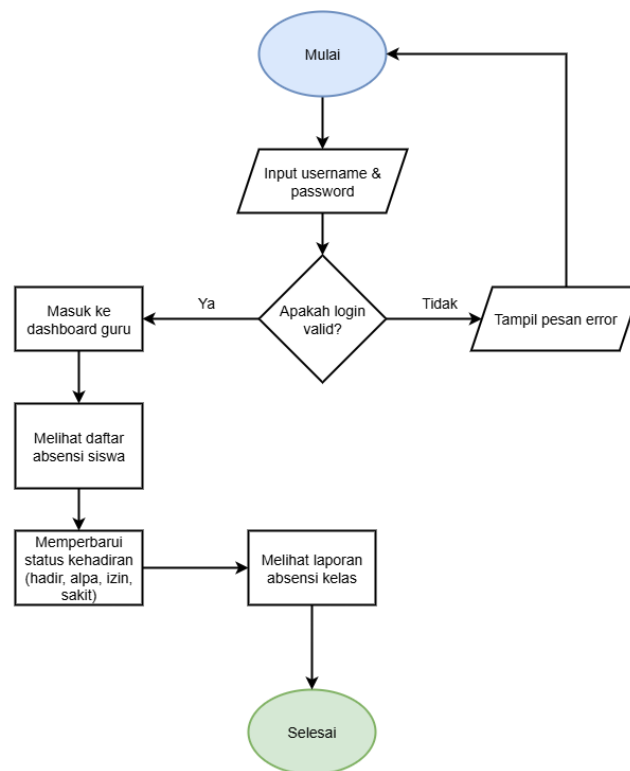 Mulai
Input username &
password
Apakah login
valid?
Ya
Tidak
Masuk ke
dashboard guru
Tampil pesan error
Melihat daftar
absensi siswa
Memperbarui
status kehadiran
(hadir, alpa, izin,
sakit)
Melihat laporan
absensi kelas
Selesai